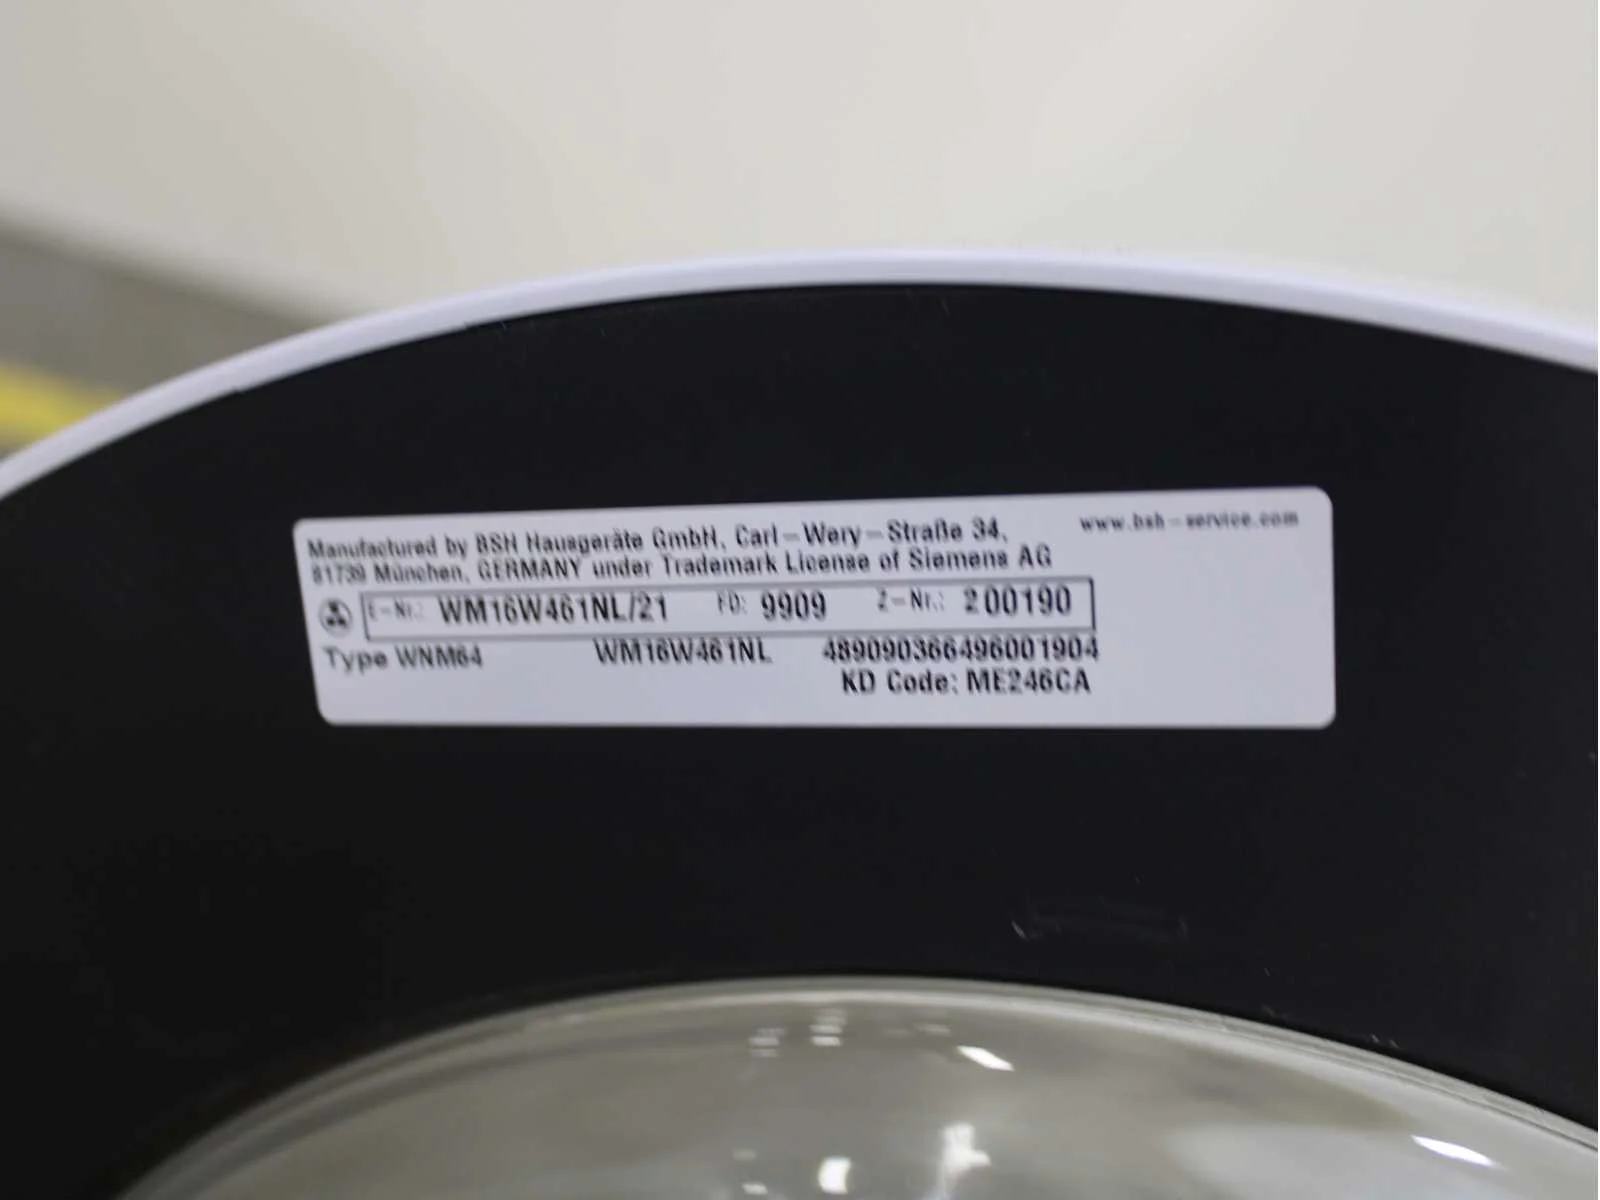 Manufactured by BSH Hausgeräte GmbH, Carl-Wery-Straße 34,
81739 München, GERMANY under Trademark License of Siemens AG
www.bsh-service.com
E-Nr.: WM16W461NL/21 FD: 9909 Z-Nr.: 200190
Type WNM64 WM16W461NL 489090366496001904
KD Code: ME246CA